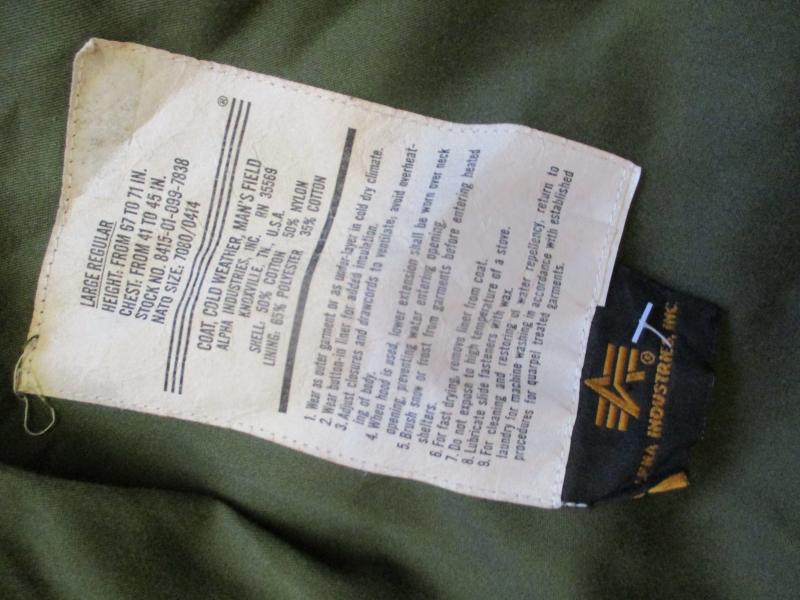 LARGE REGULAR
HEIGHT: FROM 67 TO 71 IN.
CHEST: FROM 41 TO 45 IN.
STOCK NO. 8415-01-099-7838
NATO SIZE: 7080/0414
®
COAT, COLD WEATHER, MAN'S FIELD
ALPHA INDUSTRIES, INC. RN 35569
KNOXVILLE, TN, U.S.A.
SHELL: 50% COTTON 50% NYLON
LINING: 65% POLYESTER 35% COTTON
1. Wear as outer garment or as under-layer in cold dry climate.
2. Wear button-in liner for added insulation.
3. Adjust closures and drawcords to ventilate, avoid overheat-
ing of body.
4. When hood is used, lower extension shall be worn over neck
opening, preventing water entering opening.
5. Brush snow or frost from garments before entering heated
shelters.
6. For fast drying, remove liner from coat.
7. Do not expose to high temperature of a stove.
8. Lubricate slide fasteners with wax.
9. For cleaning and restoring of water repellency, return to
laundry for machine washing in accordance with established
procedures for quarpel treated garments.
®
ALPHA INDUSTRIES, INC.